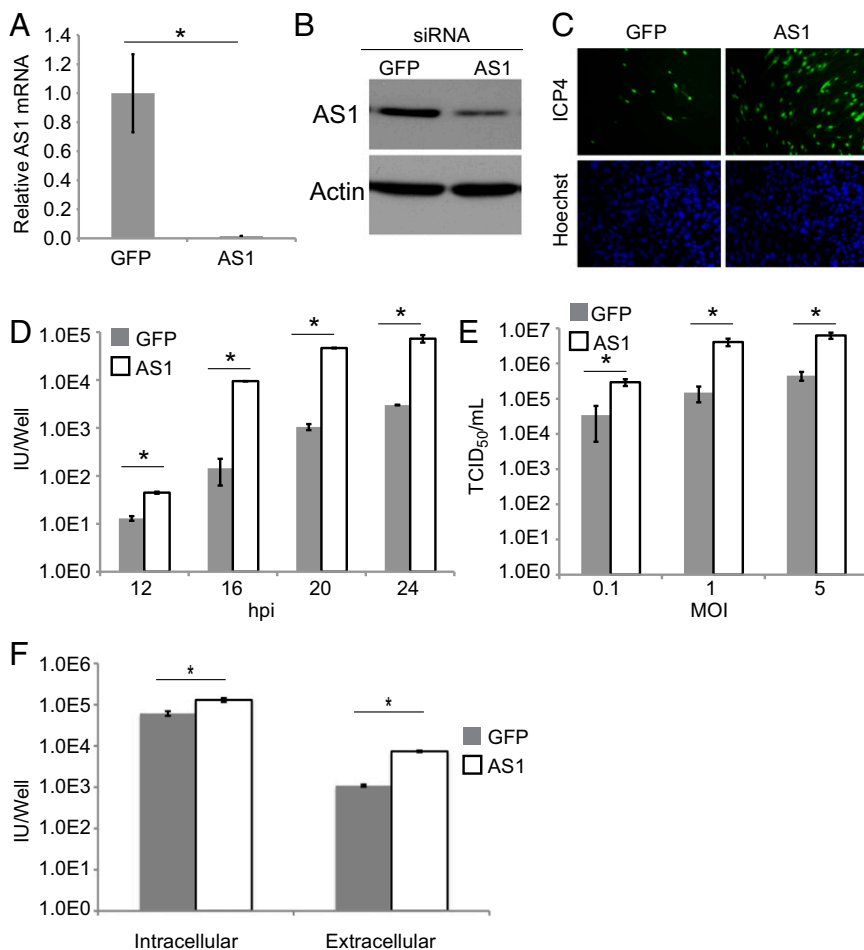 A
*
Relative AS1 mRNA
1.4
1.2
1.0
0.8
0.6
0.4
0.2
0.0
GFP AS1
B
siRNA
GFP AS1
AS1
Actin
C
GFP AS1
ICP4
Hoechst
D
GFP
AS1
* * * *
IU/Well
1.0E5
1.0E4
1.0E3
1.0E2
1.0E1
1.0E0
12 16 20 24
hpi
E
GFP
AS1
* * *
TCID50/mL
1.0E7
1.0E6
1.0E5
1.0E4
1.0E3
1.0E2
1.0E1
1.0E0
0.1 1 5
MOI
F
* *
GFP
AS1
IU/Well
1.0E6
1.0E5
1.0E4
1.0E3
1.0E2
1.0E1
1.0E0
Intracellular Extracellular